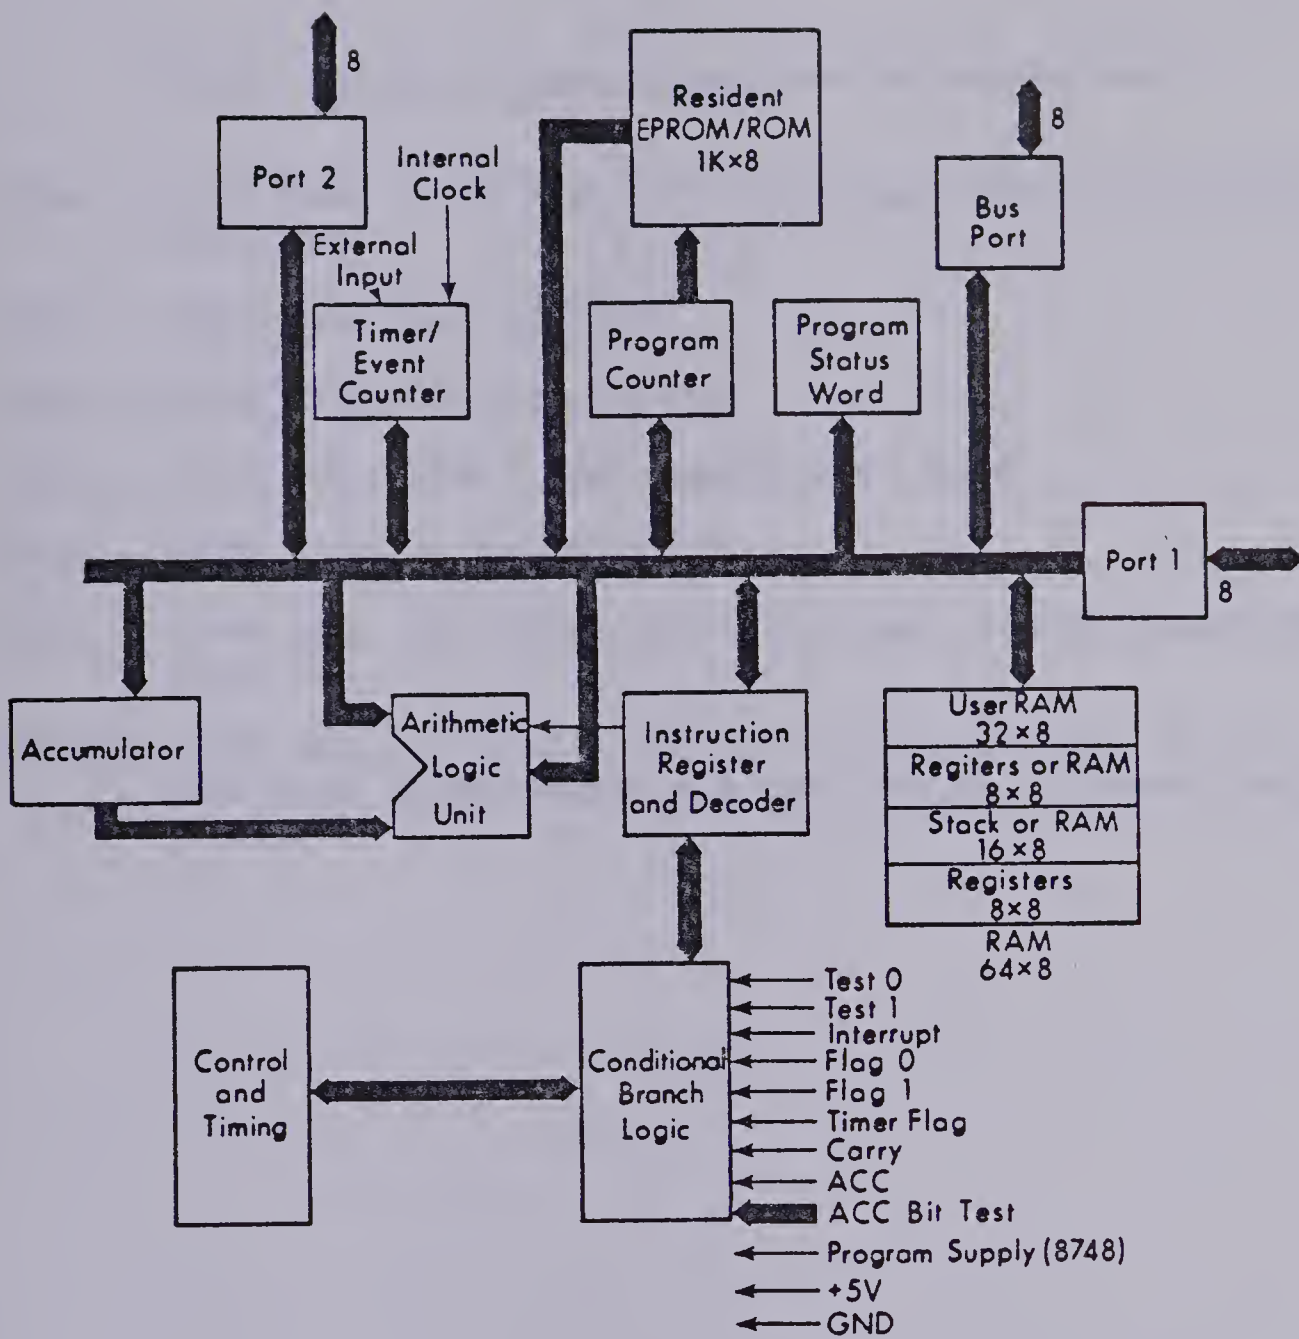 8
Port 2
Internal
Clock
External
Input
Timer/
Event
Counter
Resident
EPROM/ROM
1K×8
Program
Counter
Program
Status
Word
8
Bus
Port
Port 1
8
Accumulator
Arithmetic
Logic
Unit
Instruction
Register
and Decoder
User RAM
32×8
Regiters or RAM
8×8
Stack or RAM
16×8
Registers
8×8
RAM
64×8
Control
and
Timing
Conditional
Branch
Logic
Test 0
Test 1
Interrupt
Flag 0
Flag 1
Timer Flag
Carry
ACC
ACC Bit Test
Program Supply (8748)
+5V
GND